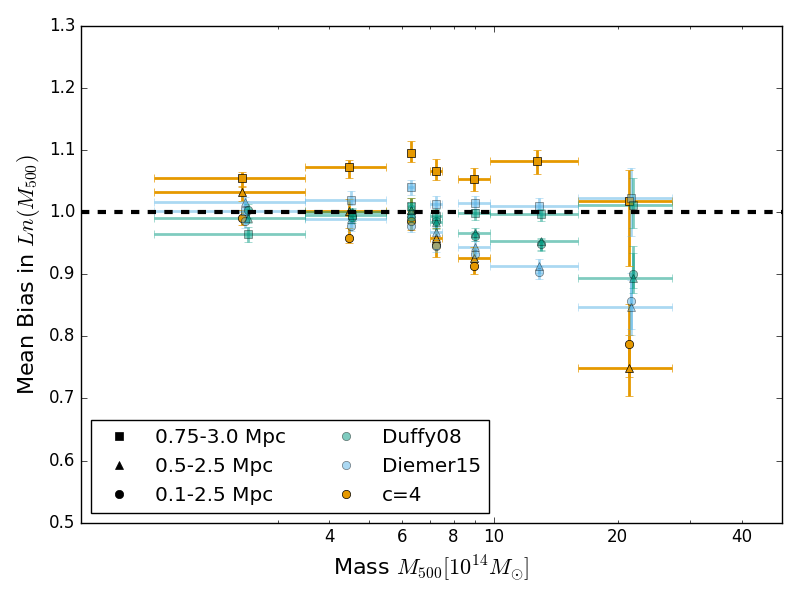 1.3
1.2
1.1
1.0
0.9
0.8
0.7
0.6
0.5
Mean Bias in Ln(M500)
0.75-3.0 Mpc Duffy08
0.5-2.5 Mpc Diemer15
0.1-2.5 Mpc c=4
4 6 8 10 20 40
Mass M500[10^14 M⊙]